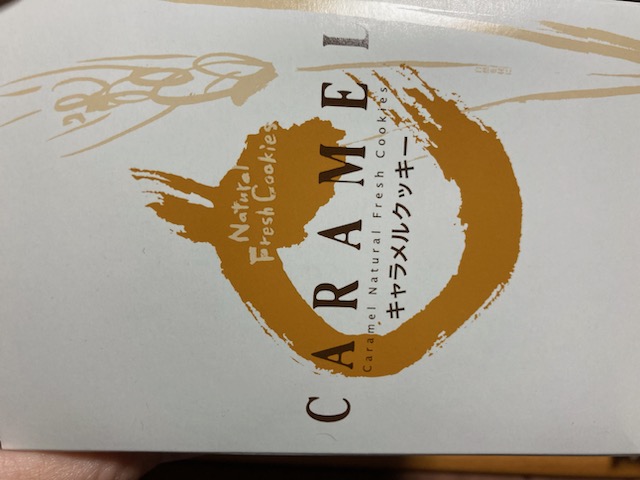 Natural
Fresh Cookies
CARAMEL
Caramel Natural Fresh Cookies
キャラメルクッキー